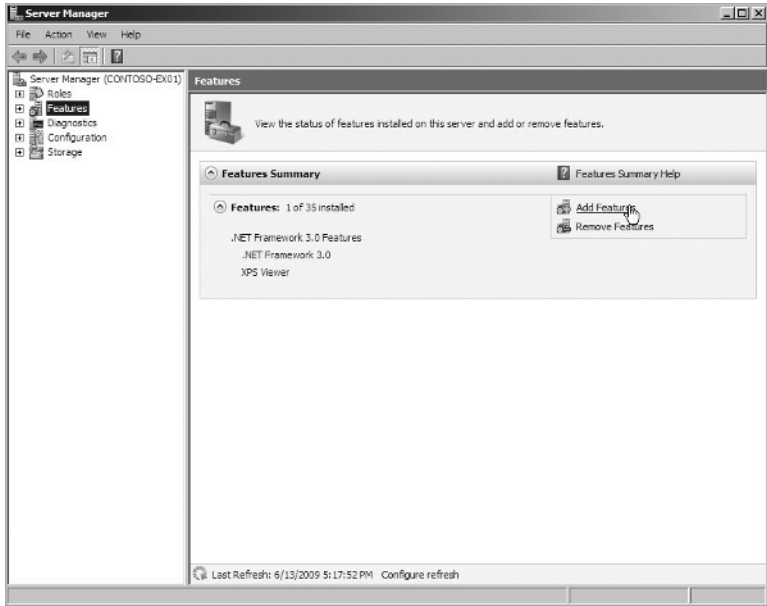 Server Manager
File Action View Help
Server Manager (CONTOSO-EX01)
Roles
Features
Diagnostics
Configuration
Storage
Features
View the status of features installed on this server and add or remove features.
Features Summary
Features Summary Help
Features: 1 of 35 installed
.NET Framework 3.0 Features
.NET Framework 3.0
XPS Viewer
Add Features
Remove Features
Last Refresh: 6/13/2009 5:17:52 PM Configure refresh